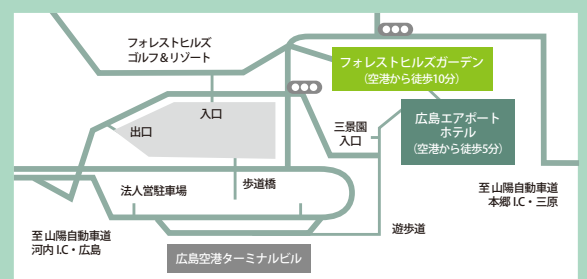 フォレストヒルズ
ゴルフ＆リゾート
フォレストヒルズガーデン
（空港から徒歩10分）
入口
出口
三景園
入口
広島エアポート
ホテル
（空港から徒歩5分）
法人営駐車場
歩道橋
至 山陽自動車道
本郷 I.C・三原
至 山陽自動車道
河内 I.C・広島
遊歩道
広島空港ターミナルビル